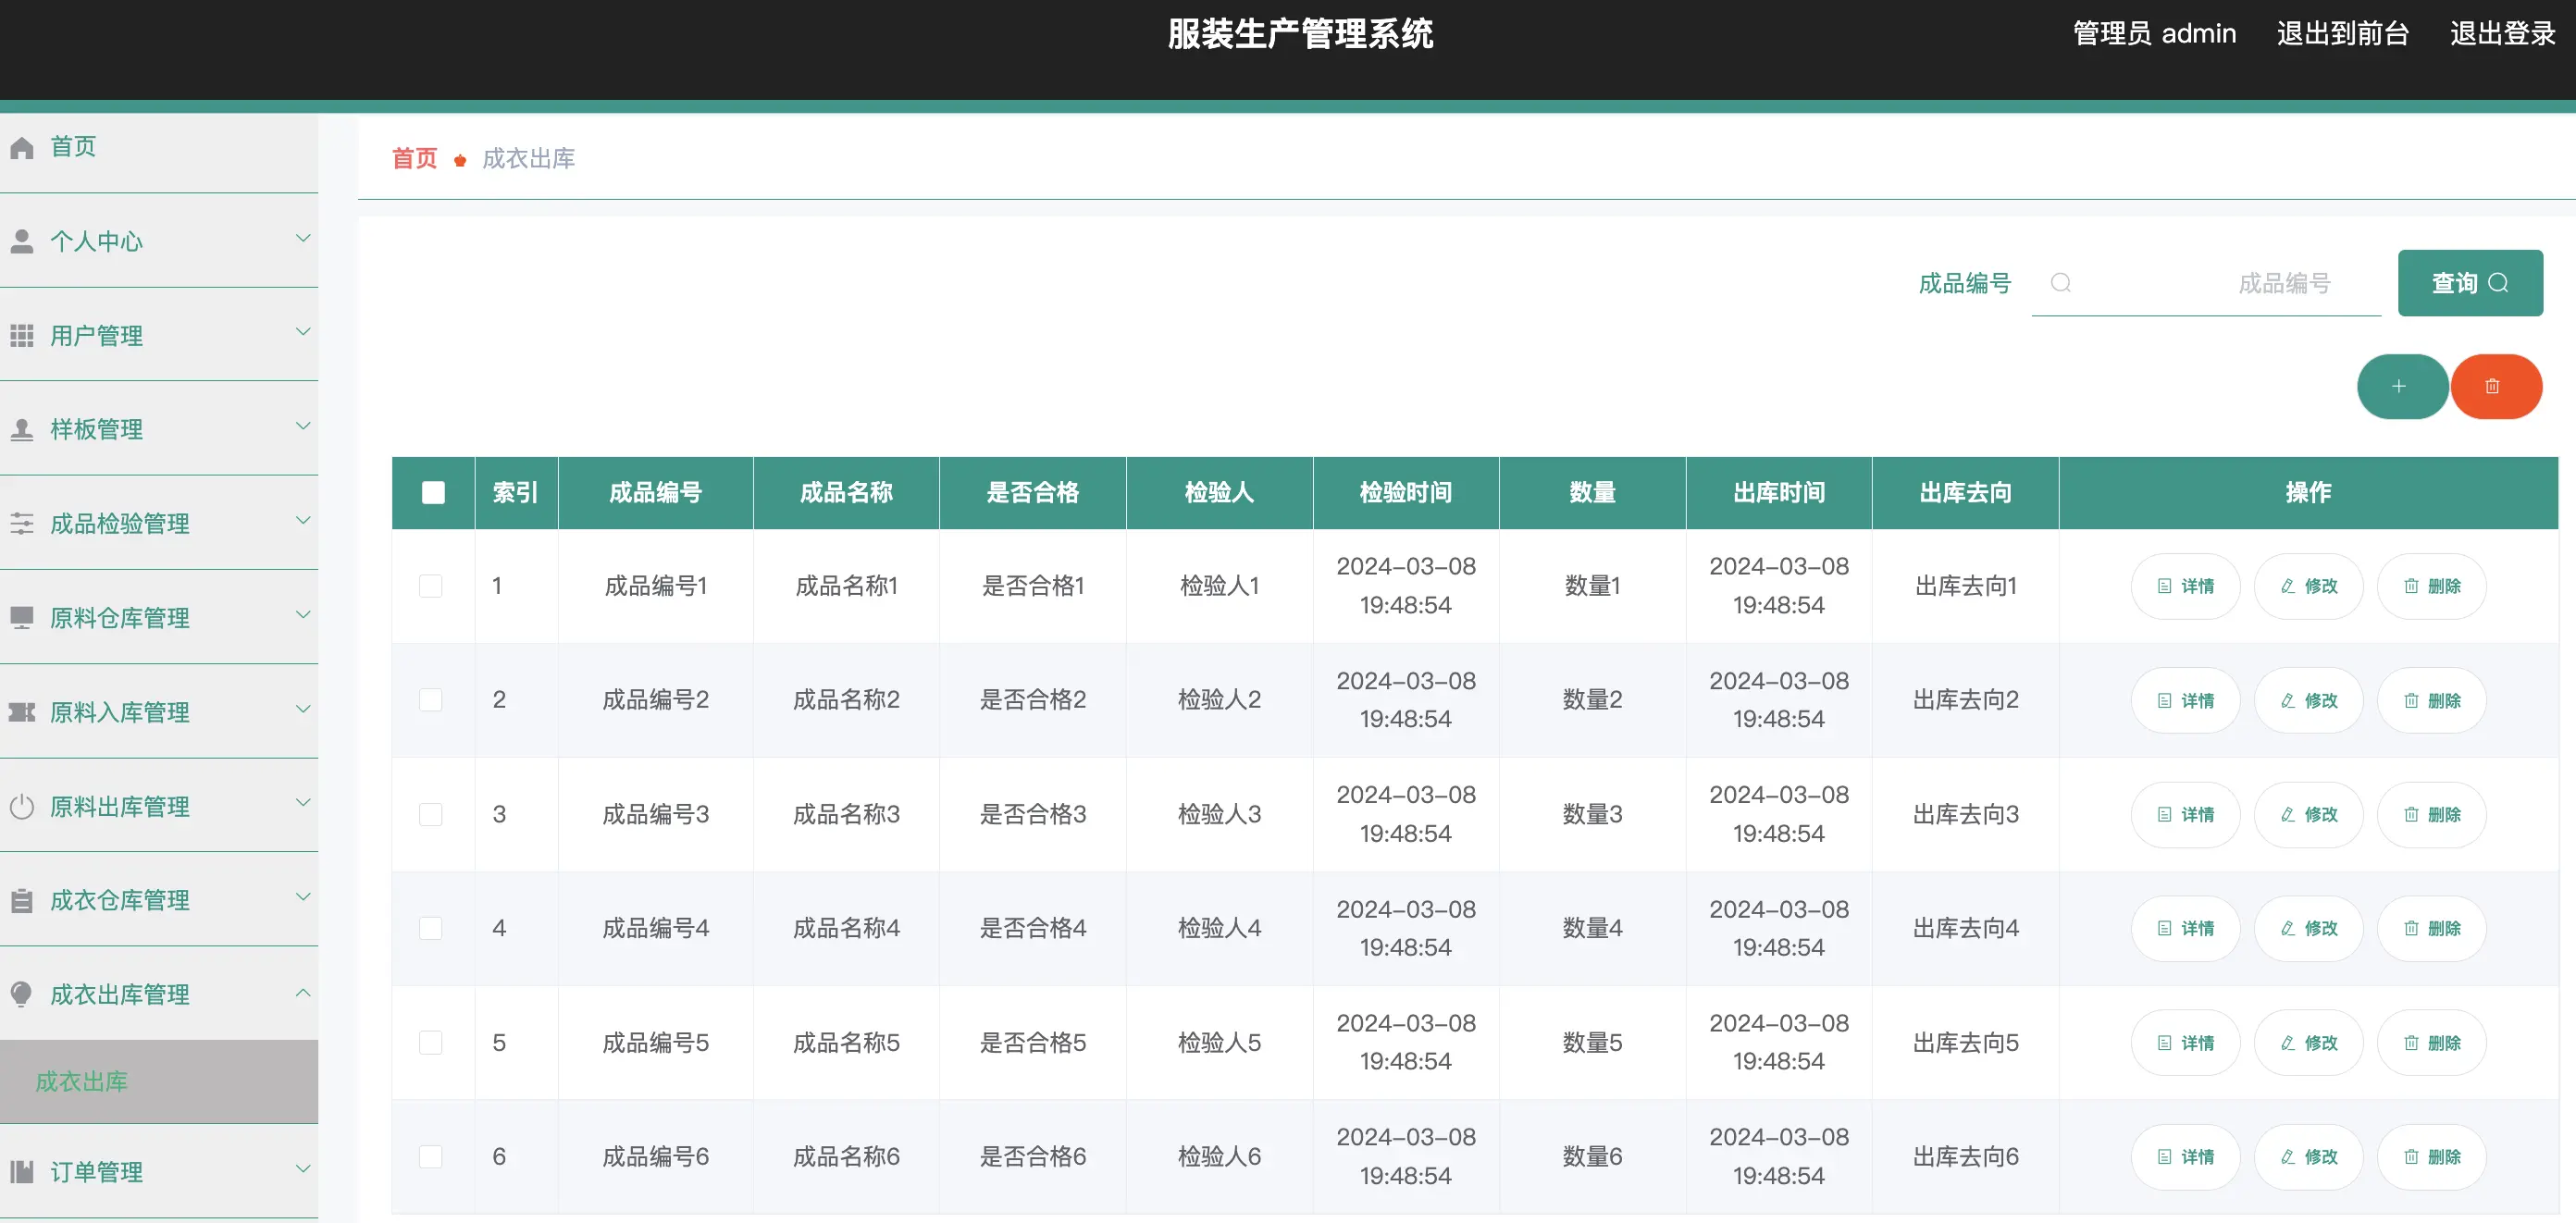 服装生产管理系统
管理员 admin 退出到前台 退出登录
首页
个人中心
用户管理
样板管理
成品检验管理
原料仓库管理
原料入库管理
原料出库管理
成衣仓库管理
成衣出库管理
成衣出库
订单管理
首页 成衣出库
成品编号 成品编号 查询
索引 成品编号 成品名称 是否合格 检验人 检验时间 数量 出库时间 出库去向 操作
1 成品编号1 成品名称1 是否合格1 检验人1 2024-03-08 19:48:54 数量1 2024-03-08 19:48:54 出库去向1 详情 修改 删除
2 成品编号2 成品名称2 是否合格2 检验人2 2024-03-08 19:48:54 数量2 2024-03-08 19:48:54 出库去向2 详情 修改 删除
3 成品编号3 成品名称3 是否合格3 检验人3 2024-03-08 19:48:54 数量3 2024-03-08 19:48:54 出库去向3 详情 修改 删除
4 成品编号4 成品名称4 是否合格4 检验人4 2024-03-08 19:48:54 数量4 2024-03-08 19:48:54 出库去向4 详情 修改 删除
5 成品编号5 成品名称5 是否合格5 检验人5 2024-03-08 19:48:54 数量5 2024-03-08 19:48:54 出库去向5 详情 修改 删除
6 成品编号6 成品名称6 是否合格6 检验人6 2024-03-08 19:48:54 数量6 2024-03-08 19:48:54 出库去向6 详情 修改 删除